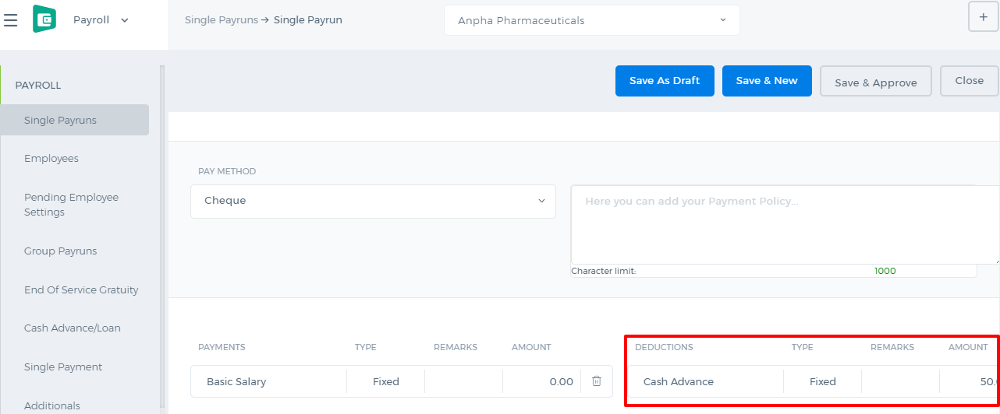 Payroll
Single Payruns → Single Payrun
Anpha Pharmaceuticals
+
PAYROLL
Single Payruns
Employees
Pending Employee
Settings
Group Payruns
End Of Service Gratuity
Cash Advance/Loan
Single Payment
Additionals
Save As Draft
Save & New
Save & Approve
Close
PAY METHOD
Cheque
Here you can add your Payment Policy...
Character limit: 1000
PAYMENTS TYPE REMARKS AMOUNT
Basic Salary Fixed 0.00
DEDUCTIONS TYPE REMARKS AMOUNT
Cash Advance Fixed 50.